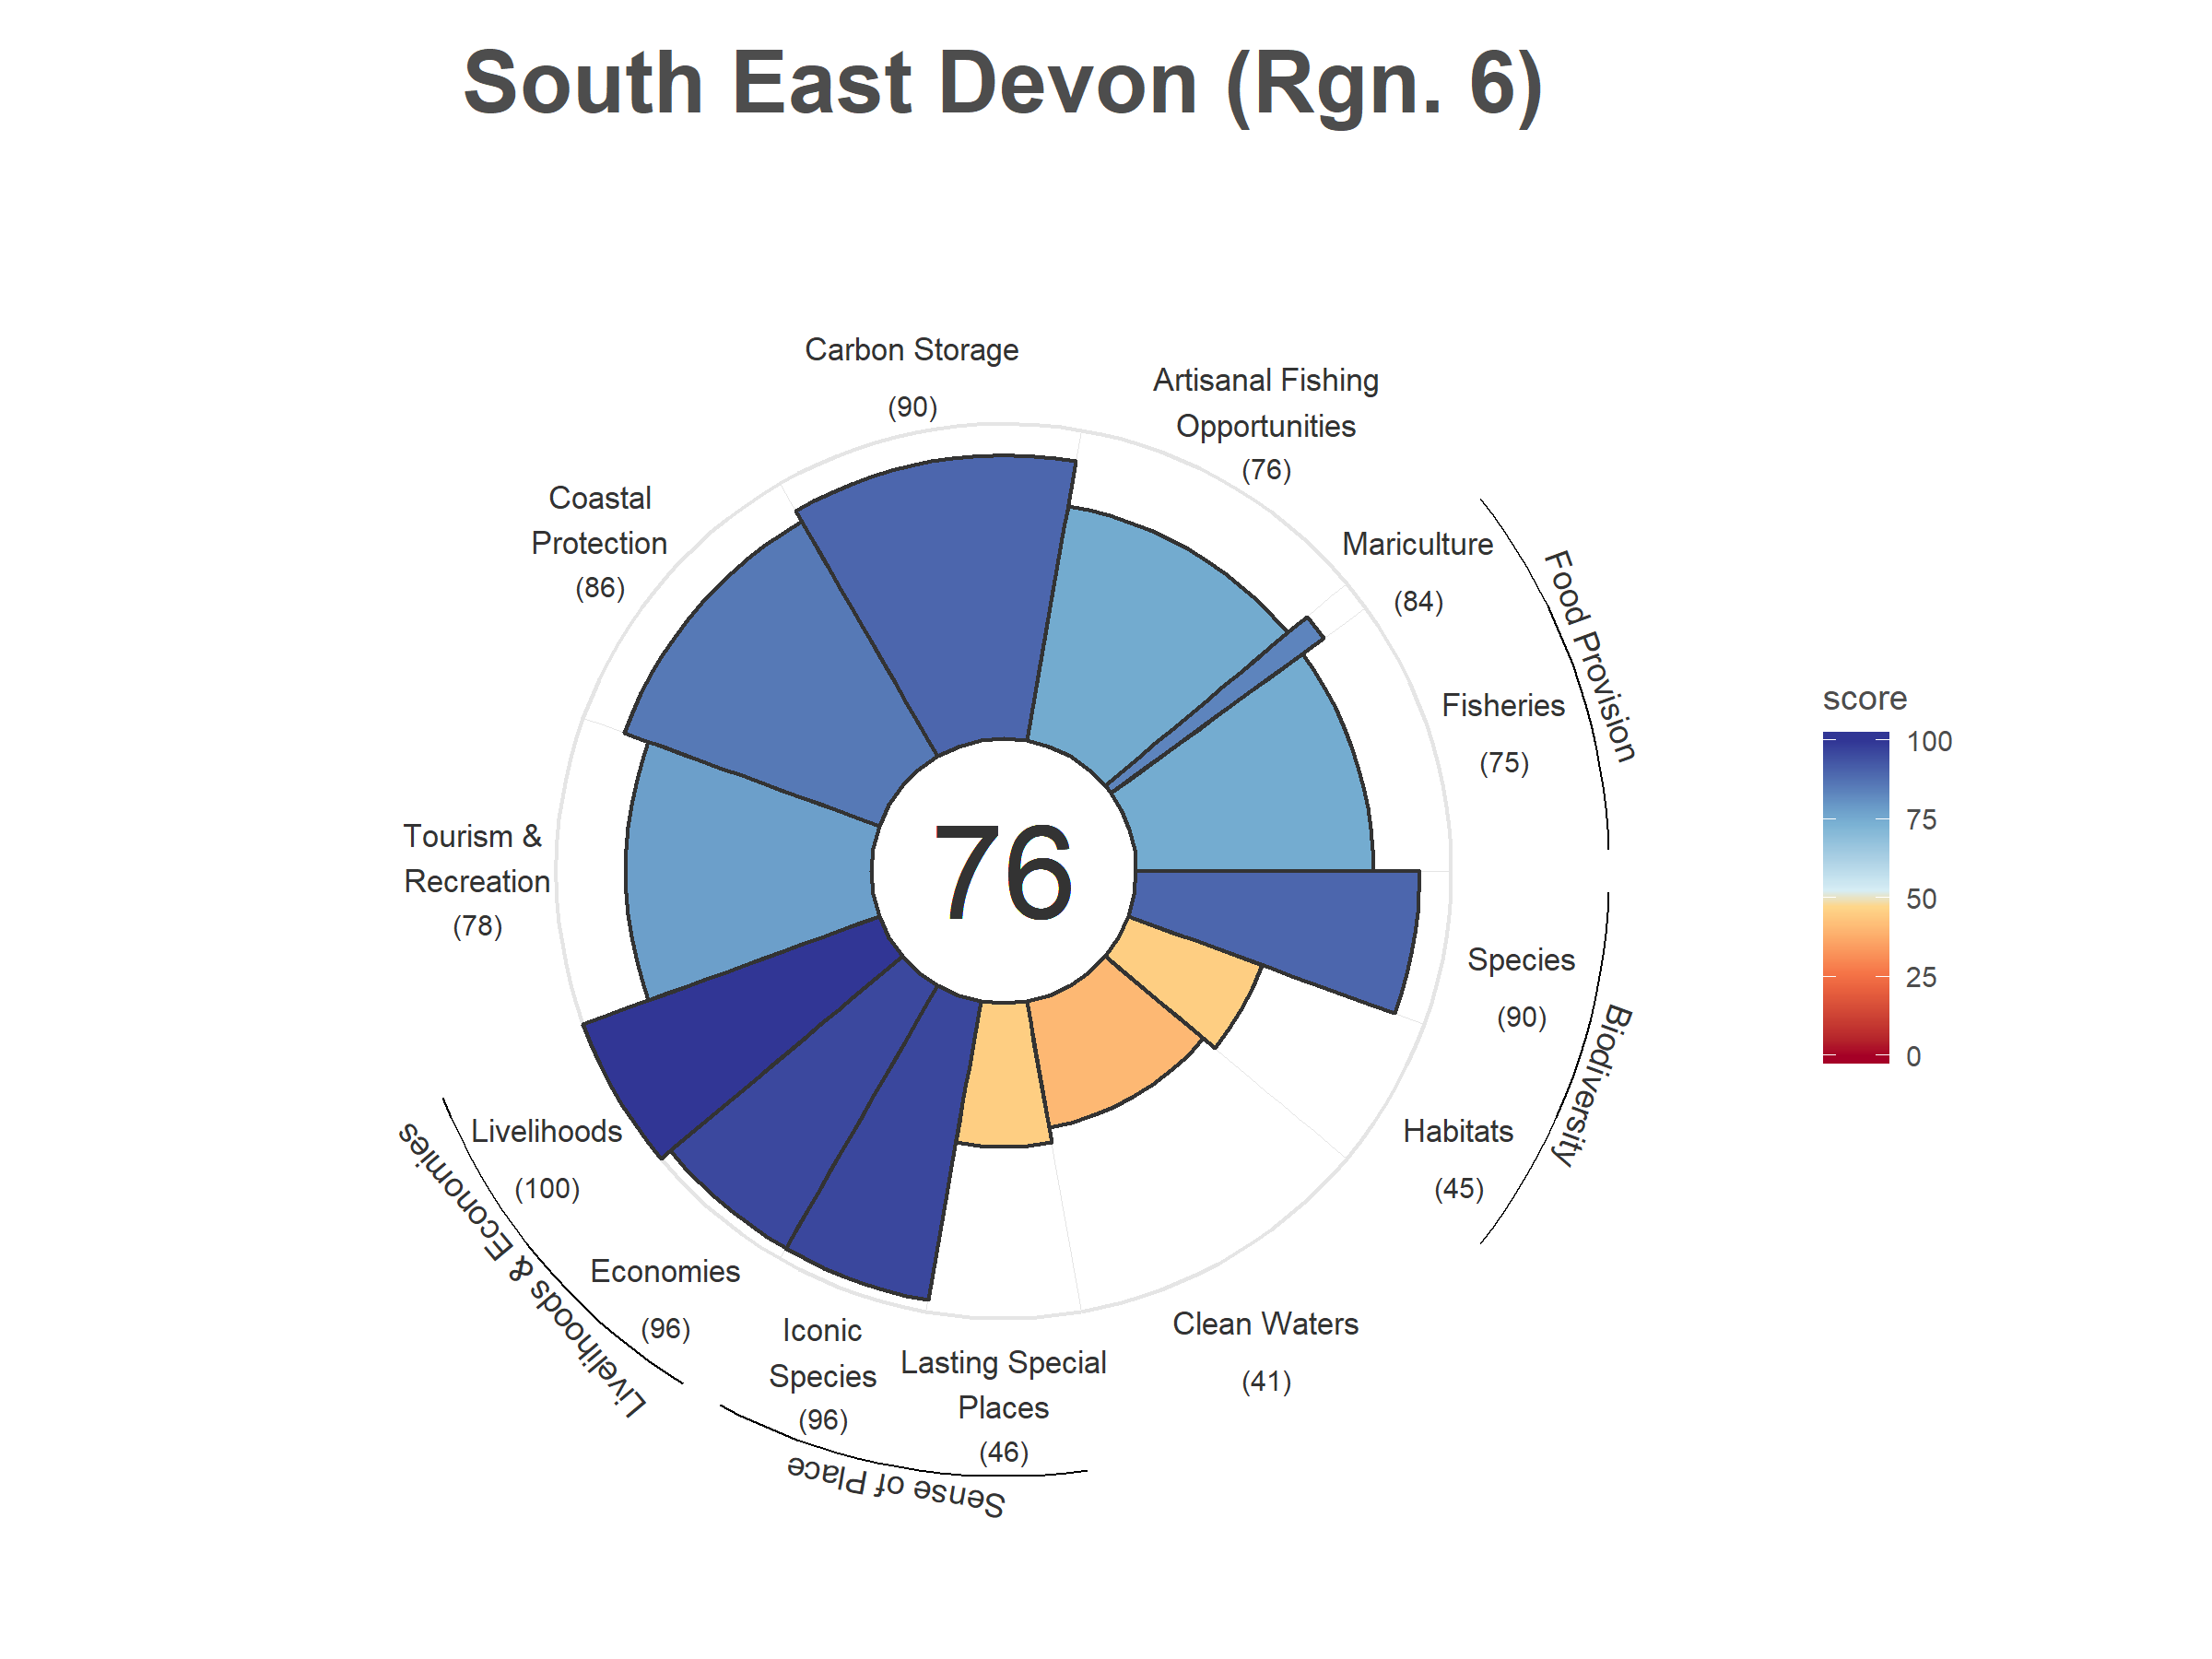 South East Devon (Rgn. 6)
Carbon Storage
(90)
Artisanal Fishing
Opportunities
(76)
Coastal
Protection
(86)
Mariculture
(84)
Food Provision
Fisheries
(75)
score
100
75
50
25
0
Tourism &
Recreation
(78)
76
Species
(90)
Biodiversity
Habitats
(45)
Livelihoods
(100)
Livelihoods & Economies
Economies
(96)
Iconic
Species
(96)
Lasting Special
Places
(46)
Clean Waters
(41)
Sense of Place